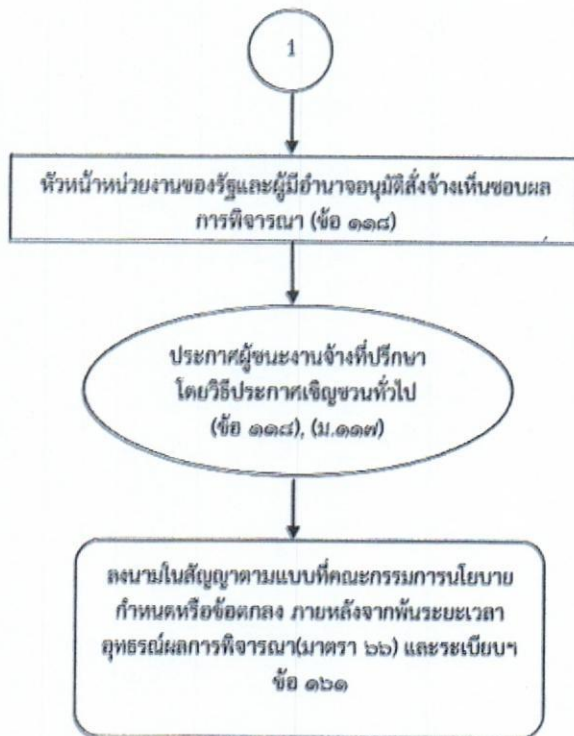 1
หัวหน้าหน่วยงานของรัฐและผู้มีอำนาจอนุมัติสั่งจ้างเห็นชอบผล
การพิจารณา (ข้อ ๑๑๘)
ประกาศผู้ชนะงานจ้างที่ปรึกษา
โดยวิธีประกาศเชิญชวนทั่วไป
(ข้อ ๑๑๘), (ม.๑๑๗)
ลงนามในสัญญาตามแบบที่คณะกรรมการนโยบาย
กำหนดหรือข้อตกลง ภายหลังจากพ้นระยะเวลา
อุทธรณ์ผลการพิจารณา(มาตรา ๖๖) และระเบียบฯ
ข้อ ๑๖๑